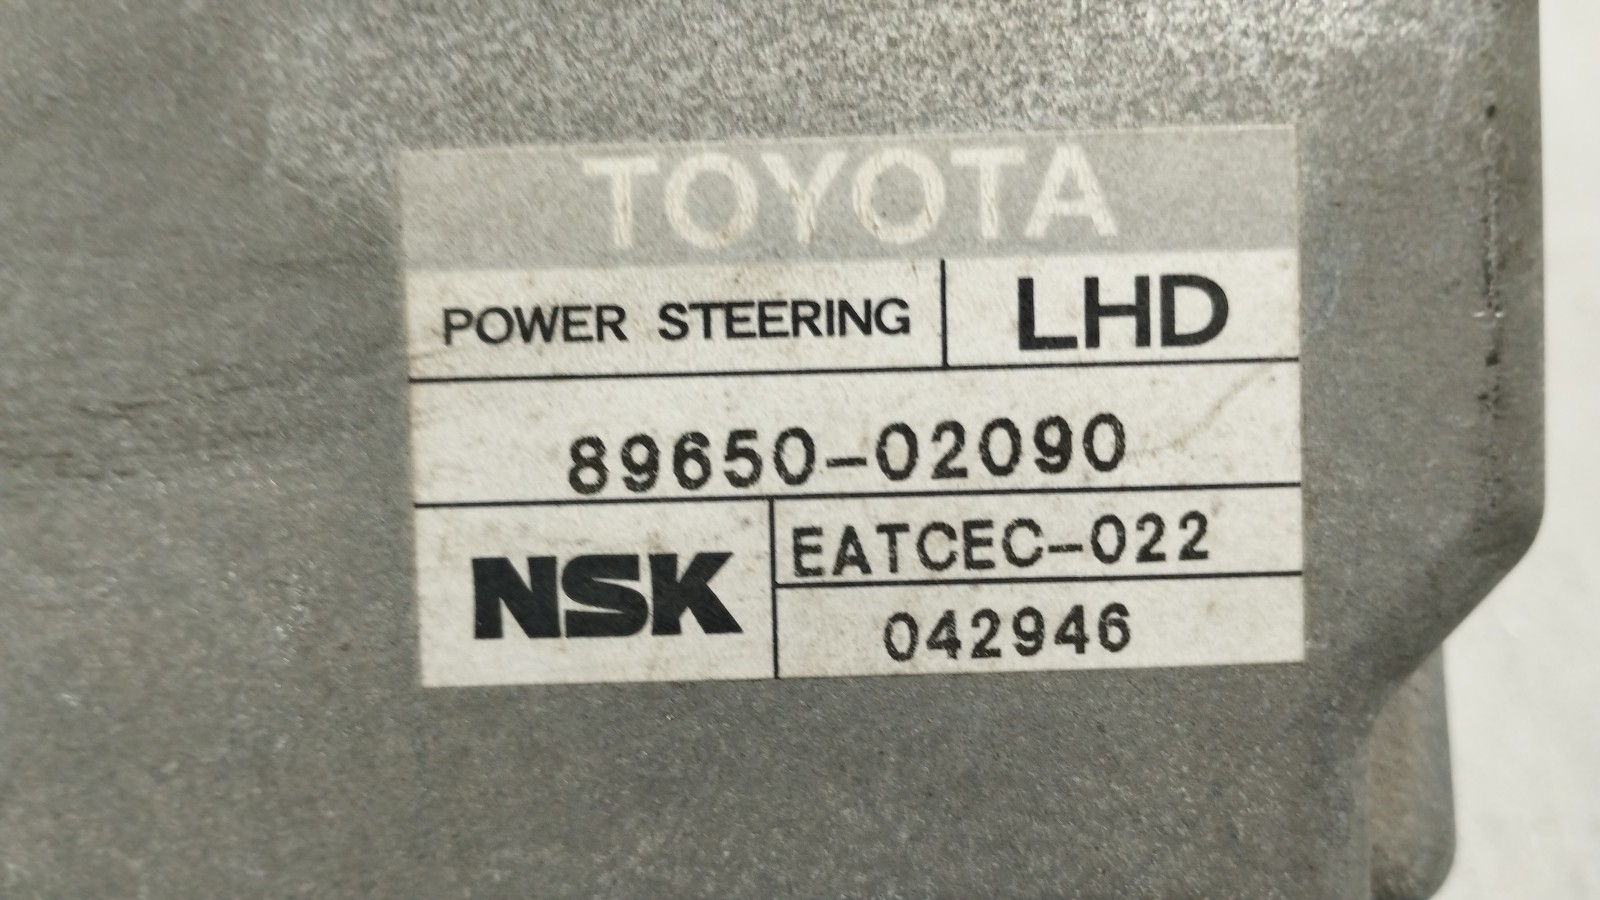 TOYOTA
POWER STEERING LHD
89650-02090
NSK EATCEC-022
042946